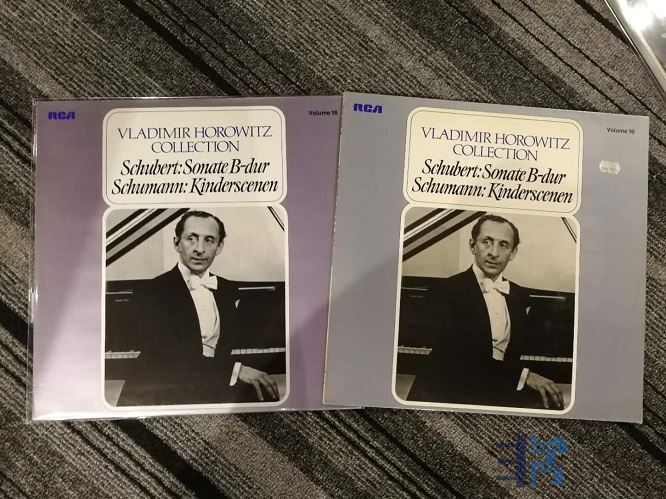 RCA
Volume 16
VLADIMIR HOROWITZ
COLLECTION
Schubert: Sonate B-dur
Schumann: Kinderscenen
RCA
Volume 16
VLADIMIR HOROWITZ
COLLECTION
Schubert: Sonate B-dur
Schumann: Kinderscenen